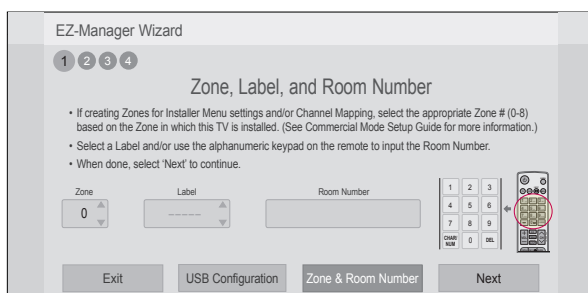 EZ-Manager Wizard
1 2 3 4
Zone, Label, and Room Number
• If creating Zones for Installer Menu settings and/or Channel Mapping, select the appropriate Zone # (0-8)
based on the Zone in which this TV is installed. (See Commercial Mode Setup Guide for more information.)
• Select a Label and/or use the alphanumeric keypad on the remote to input the Room Number.
• When done, select 'Next' to continue.
Zone Label Room Number
0 -----
1 2 3
4 5 6
7 8 9
CHAR/
NUM 0 DEL
Exit USB Configuration Zone & Room Number Next